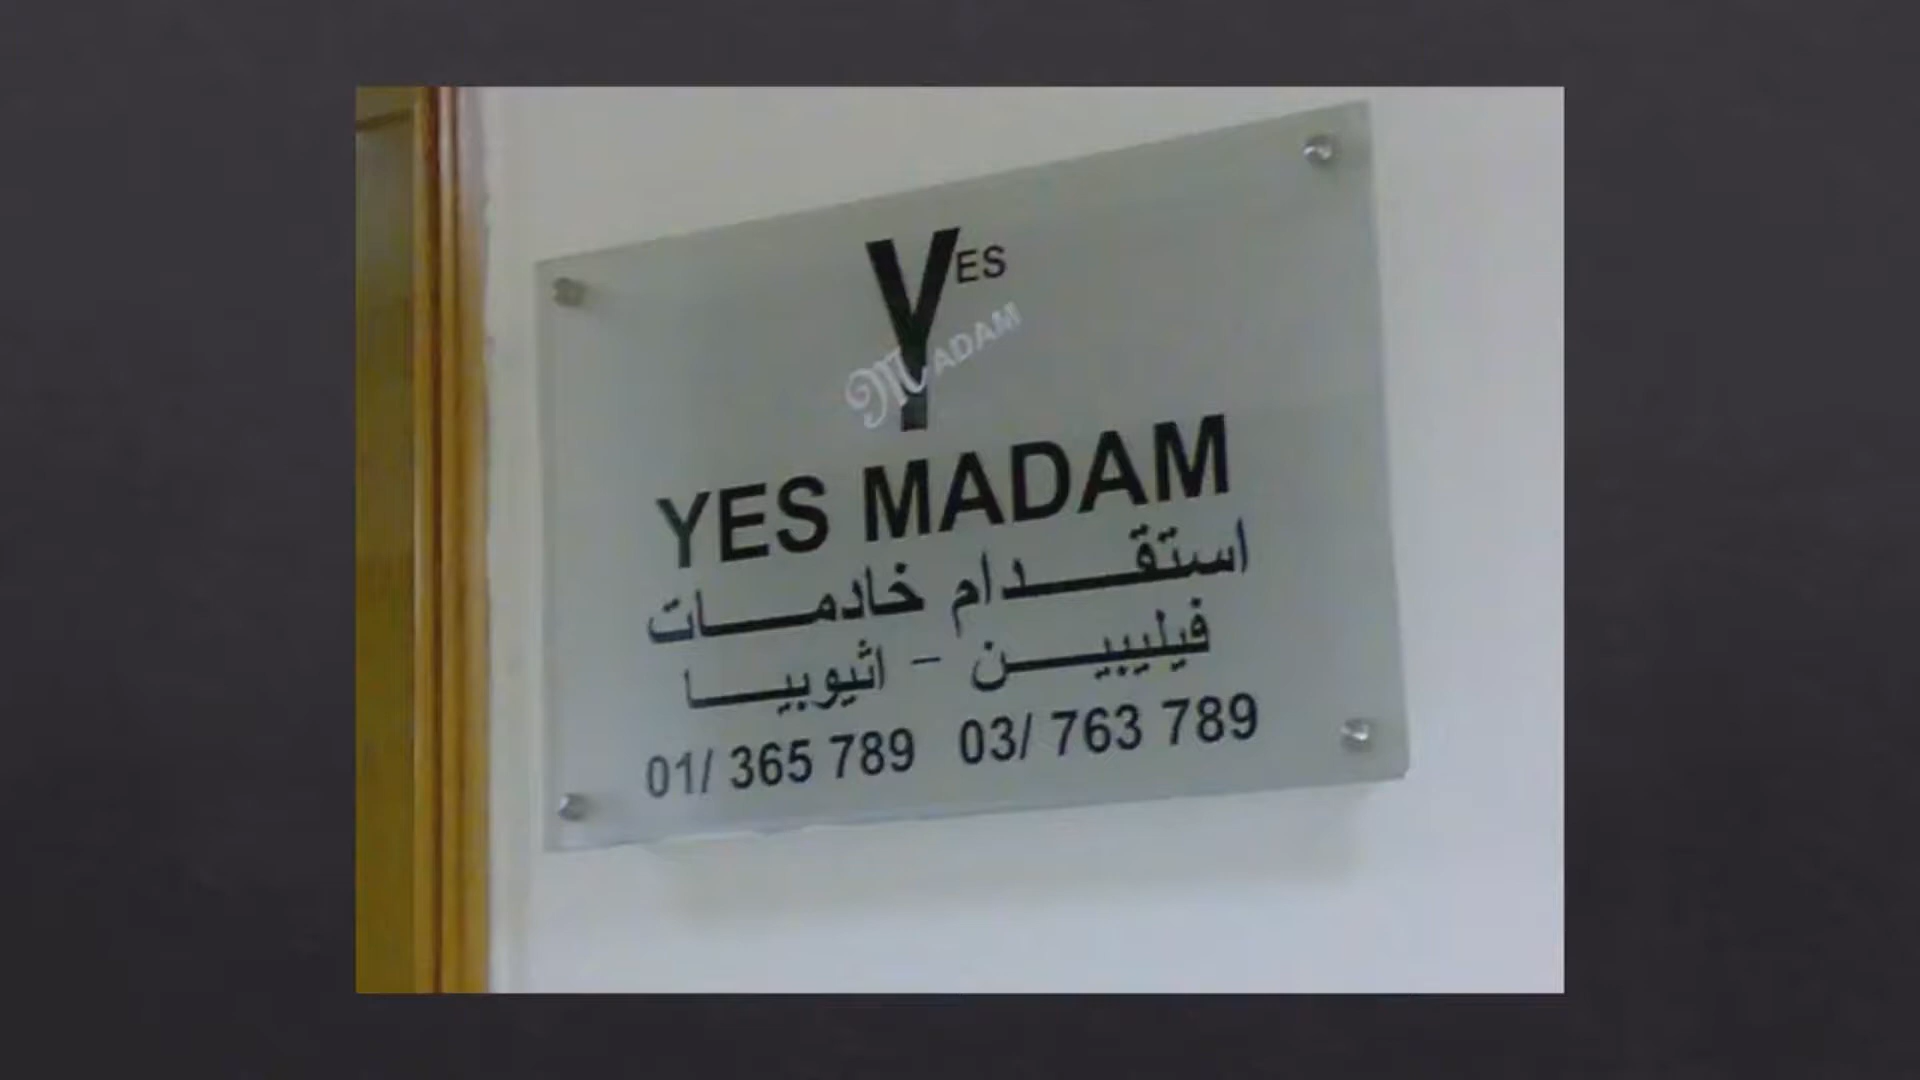 YES
MADAM
YES MADAM
استقدام خادمات
فيليبين - اثيوبيا
01/ 365 789 03/ 763 789